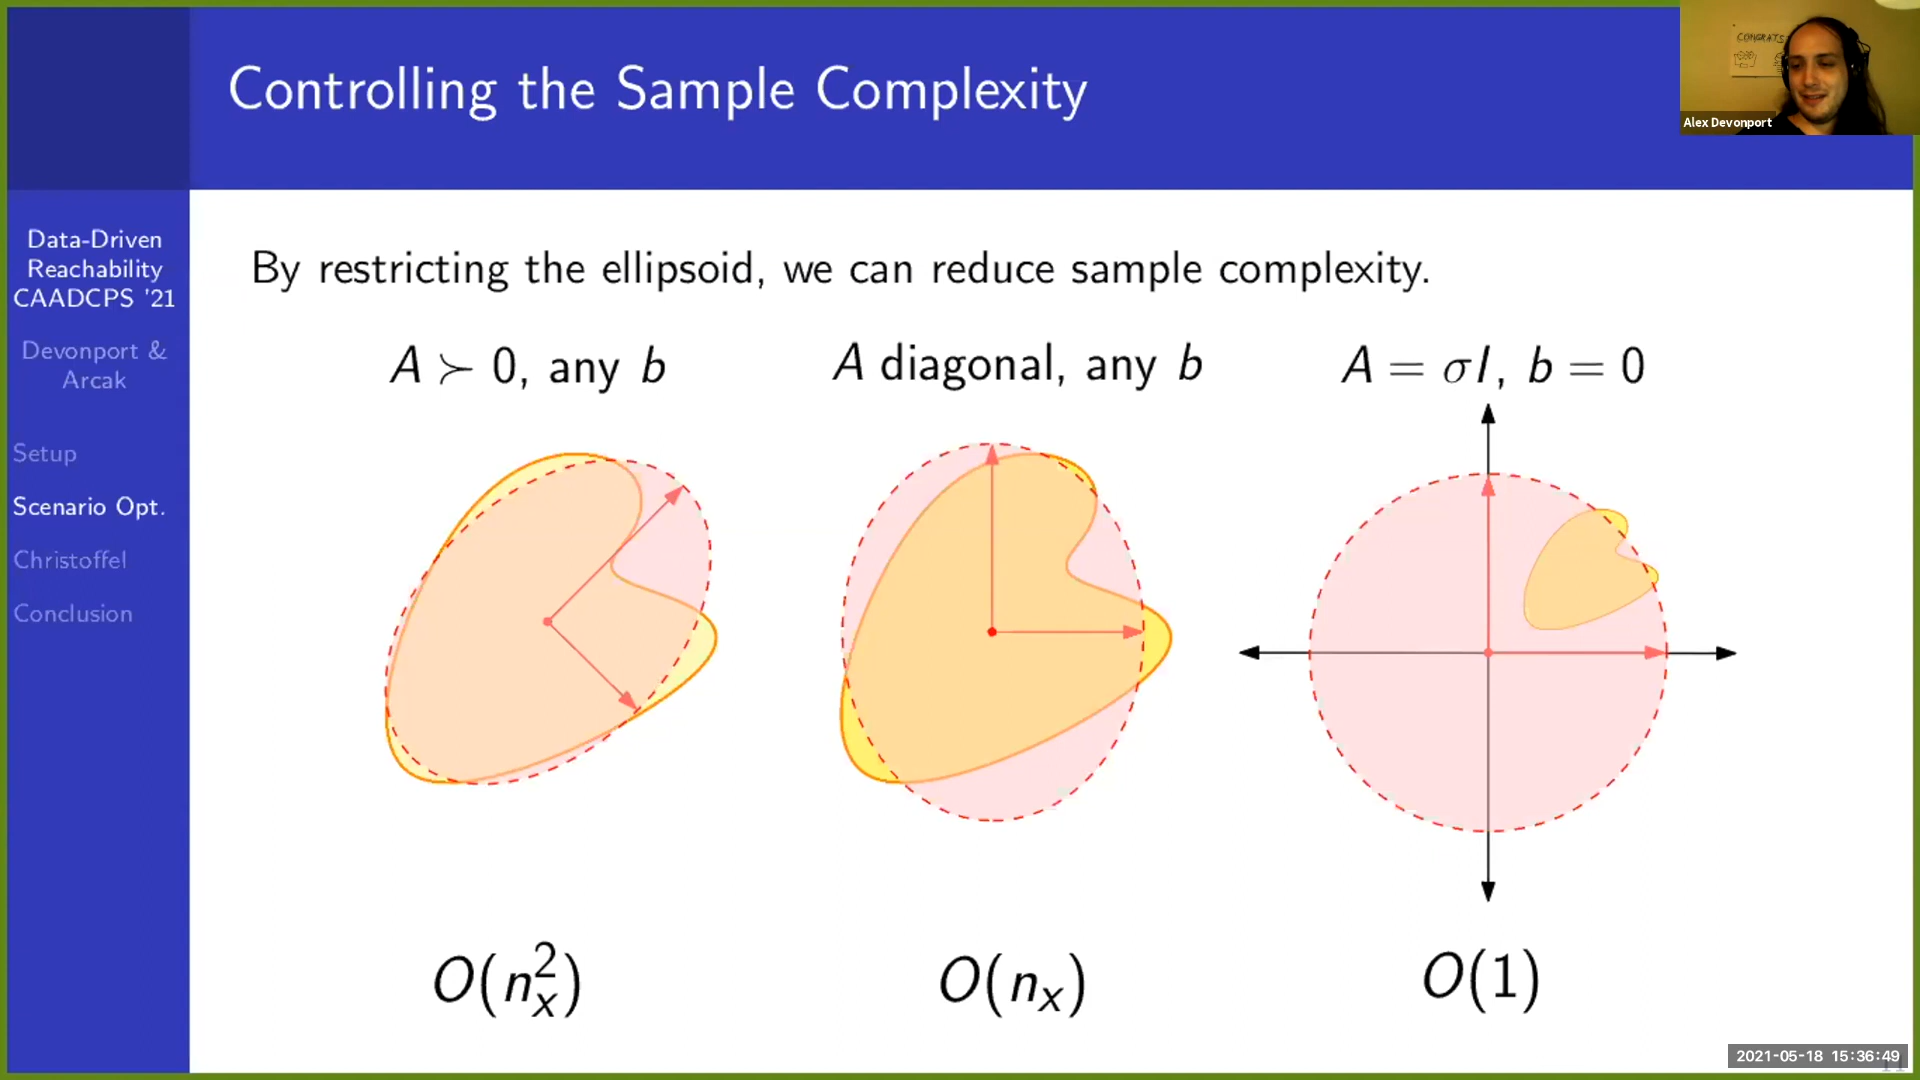 Controlling the Sample Complexity
CONGRATS
Alex Devonport
Data-Driven
Reachability
CAADCPS '21
Devonport &
Arcak
Setup
Scenario Opt.
Christoffel
Conclusion
By restricting the ellipsoid, we can reduce sample complexity.
A ≻ 0, any b
A diagonal, any b
A = σI, b = 0
O(n_x^2)
O(n_x)
O(1)
2021-05-18 15:36:49